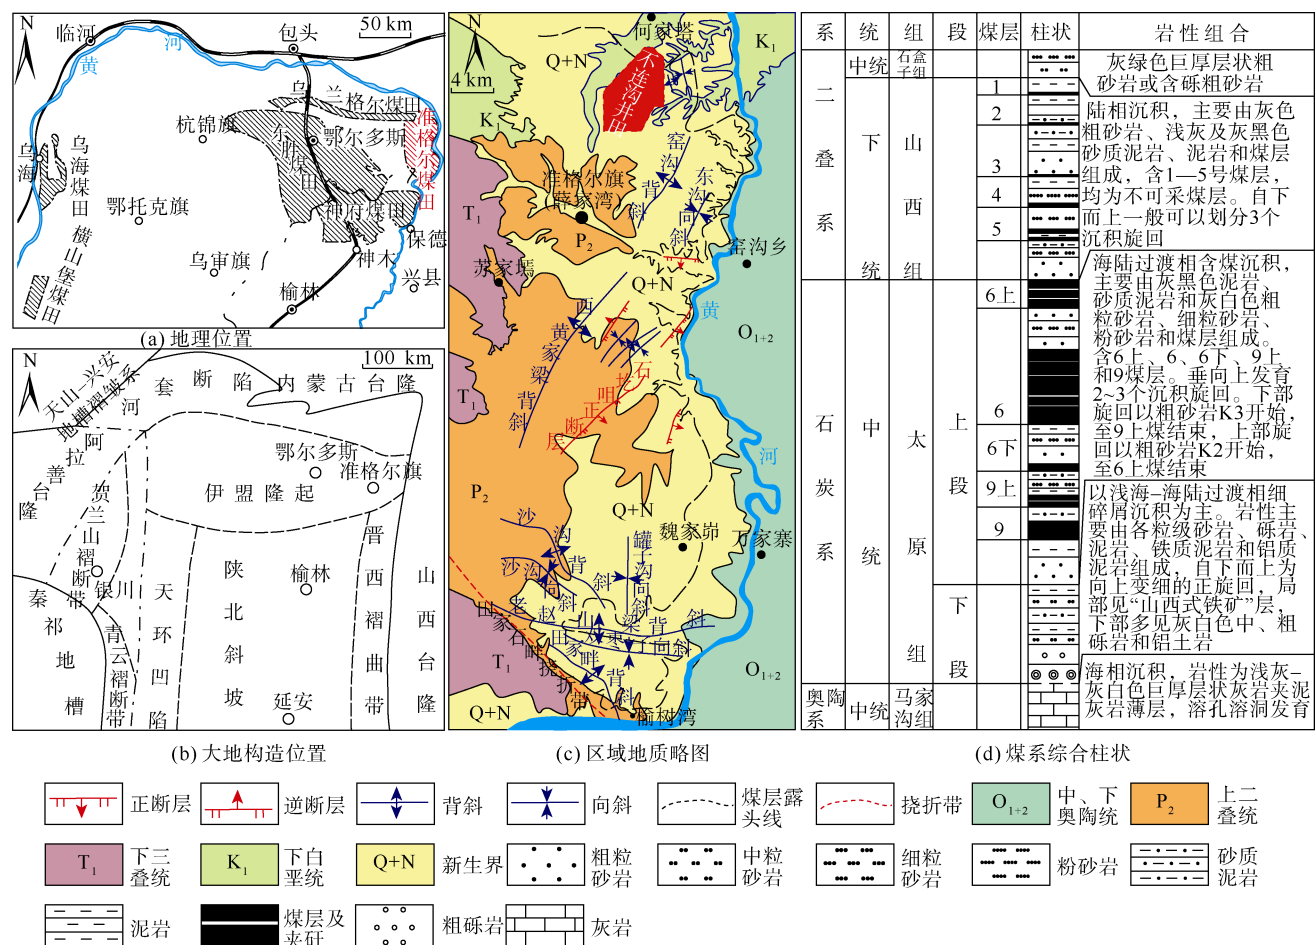 N
50 km
临河
包头
黄
河
乌
兰
格
尔
煤
田
准
格
尔
煤
田
杭锦旗
东
胜
煤
田
鄂尔多斯
乌
海
乌
海
煤
田
鄂托克旗
神府煤田
横
山
堡
煤
田
保德
乌审旗
神木
兴县
榆林
(a) 地理位置
N
100 km
天山–兴安
地槽褶皱系
河
套
断
陷
内
蒙
古
台
隆
阿
拉
善
台
隆
鄂尔多斯
准格尔旗
伊
盟
隆
起
贺
兰
山
褶
断
带
银川
秦
祁
地
槽
青
云
褶
断
带
天
环
凹
陷
陕
北
斜
坡
榆林
延安
晋
西
褶
曲
带
山
西
台
隆
(b) 大地构造位置
N
4 km
何家塔
K₁
Q+N
不
连
沟
井
田
K₁
窑
沟
背
斜
东
沟
向
斜
准格尔旗
(薛家湾)
T₁
P₂
窑沟乡
苏家墕
Q+N
西
黄
家
梁
背
斜
黄
O₁₊₂
石
圪
咀
正
断
层
T₁
河
P₂
沙
沟
背
斜
Q+N
罐
子
沟
向
斜
魏家峁
万家寨
沙
沟
向
斜
田
家
石
畔
挠
折
带
老
赵
山
梁
背
斜
田
家
畔
背
斜
向
斜
T₁
O₁₊₂
Q+N
榆树湾
(c) 区域地质略图
系
统
组
段
煤层
柱状
岩性组合
二
叠
系
中统
石盒
子组
下
统
山
西
组
1
2
3
4
5
灰绿色巨厚层状粗
砂岩或含砾粗砂岩
陆相沉积，主要由灰色
粗砂岩、浅灰及灰黑色
砂质泥岩、泥岩和煤层
组成，含1—5号煤层，
均为不可采煤层。自下
而上一般可以划分3个
沉积旋回
石
炭
系
中
统
太
原
组
上
段
6上
6
6下
9上
9
海陆过渡相含煤沉积，
主要由灰黑色泥岩、
砂质泥岩和灰白色粗
粒砂岩、细粒砂岩、
粉砂岩和煤层组成。
含6上、6、6下、9上
和9煤层。垂向上发育
2~3个沉积旋回。下部
旋回以粗砂岩K3开始，
至9上煤结束，上部旋
回以粗砂岩K2开始，
至6上煤结束
下
段
以浅海–海陆过渡相细
碎屑沉积为主。岩性主
要由各粒级砂岩、砾岩、
泥岩、铁质泥岩和铝质
泥岩组成，自下而上为
向上变细的正旋回，局
部见“山西式铁矿”层，
下部多见灰白色中、粗
砾岩和铝土岩
奥陶
系
中统
马家
沟组
海相沉积，岩性为浅灰–
灰白色巨厚层状灰岩夹泥
灰岩薄层，溶孔溶洞发育
(d) 煤系综合柱状
正断层
逆断层
背斜
向斜
煤层露
头线
挠折带
O₁₊₂
中、下
奥陶统
P₂
上二
叠统
T₁
下三
叠统
K₁
下白
垩统
Q+N
新生界
粗粒
砂岩
中粒
砂岩
细粒
砂岩
粉砂岩
砂质
泥岩
泥岩
煤层及
夹矸
粗砾岩
灰岩